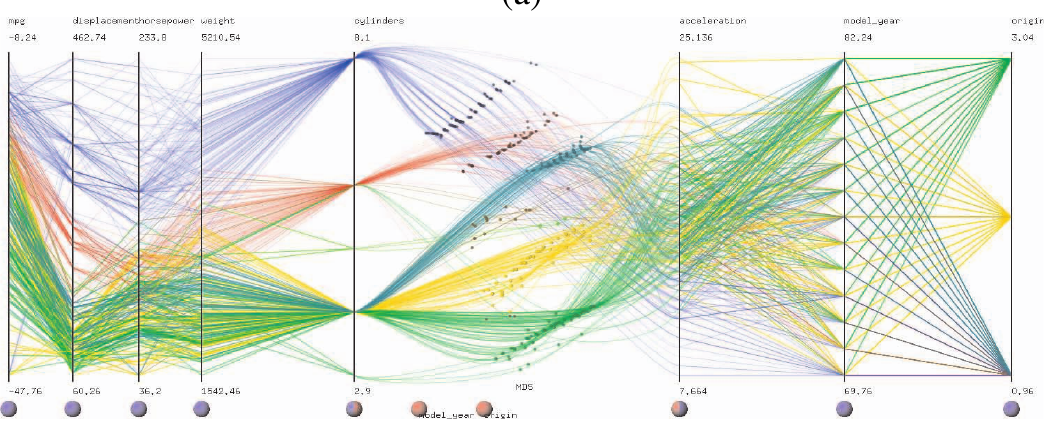 (a)
mpg displacement horsepower weight cylinders acceleration model_year origin
-8.24 462.74 233.8 5210.54 8.1 25.136 82.24 3.04
-47.76 60.26 36.2 1542.46 2.9 MDS 7.664 69.76 0.96
model_year origin